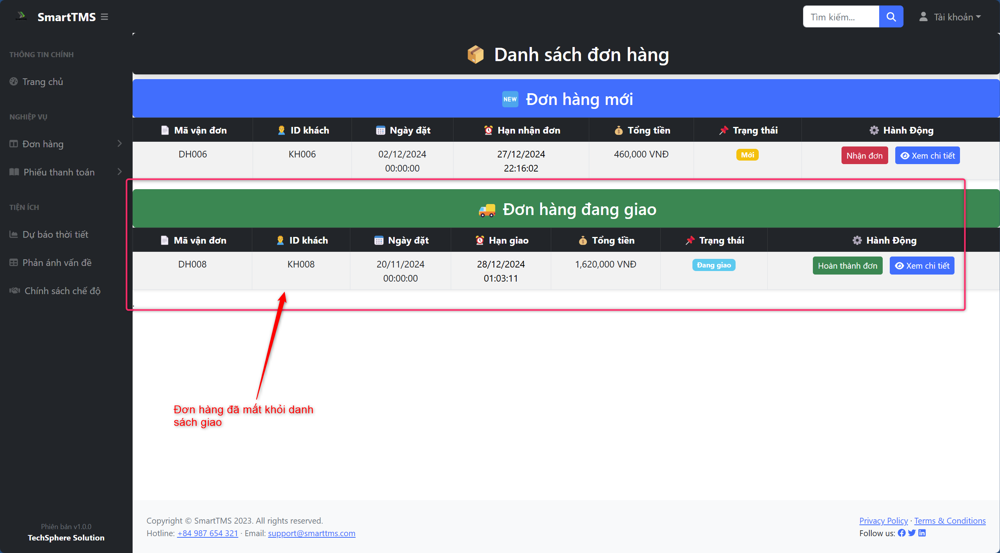 SmartTMS
Tìm kiếm...
Tài khoản
THÔNG TIN CHÍNH
Trang chủ
NGHIỆP VỤ
Đơn hàng
Phiếu thanh toán
TIỆN ÍCH
Dự báo thời tiết
Phản ánh vấn đề
Chính sách chế độ
Phiên bản v1.0.0
TechSphere Solution
Danh sách đơn hàng
NEW Đơn hàng mới
Mã vận đơn ID khách Ngày đặt Hạn nhận đơn Tổng tiền Trạng thái Hành Động
DH006 KH006 02/12/2024 27/12/2024 460,000 VNĐ Mới Nhận đơn Xem chi tiết
00:00:00 22:16:02
Đơn hàng đang giao
Mã vận đơn ID khách Ngày đặt Hạn giao Tổng tiền Trạng thái Hành Động
DH008 KH008 20/11/2024 28/12/2024 1,620,000 VNĐ Đang giao Hoàn thành đơn Xem chi tiết
00:00:00 01:03:11
.
Đơn hàng đã mất khỏi danh
sách giao
Copyright © SmartTMS 2023. All rights reserved.
Hotline: +84 987 654 321 · Email: support@smarttms.com
Privacy Policy · Terms & Conditions
Follow us: